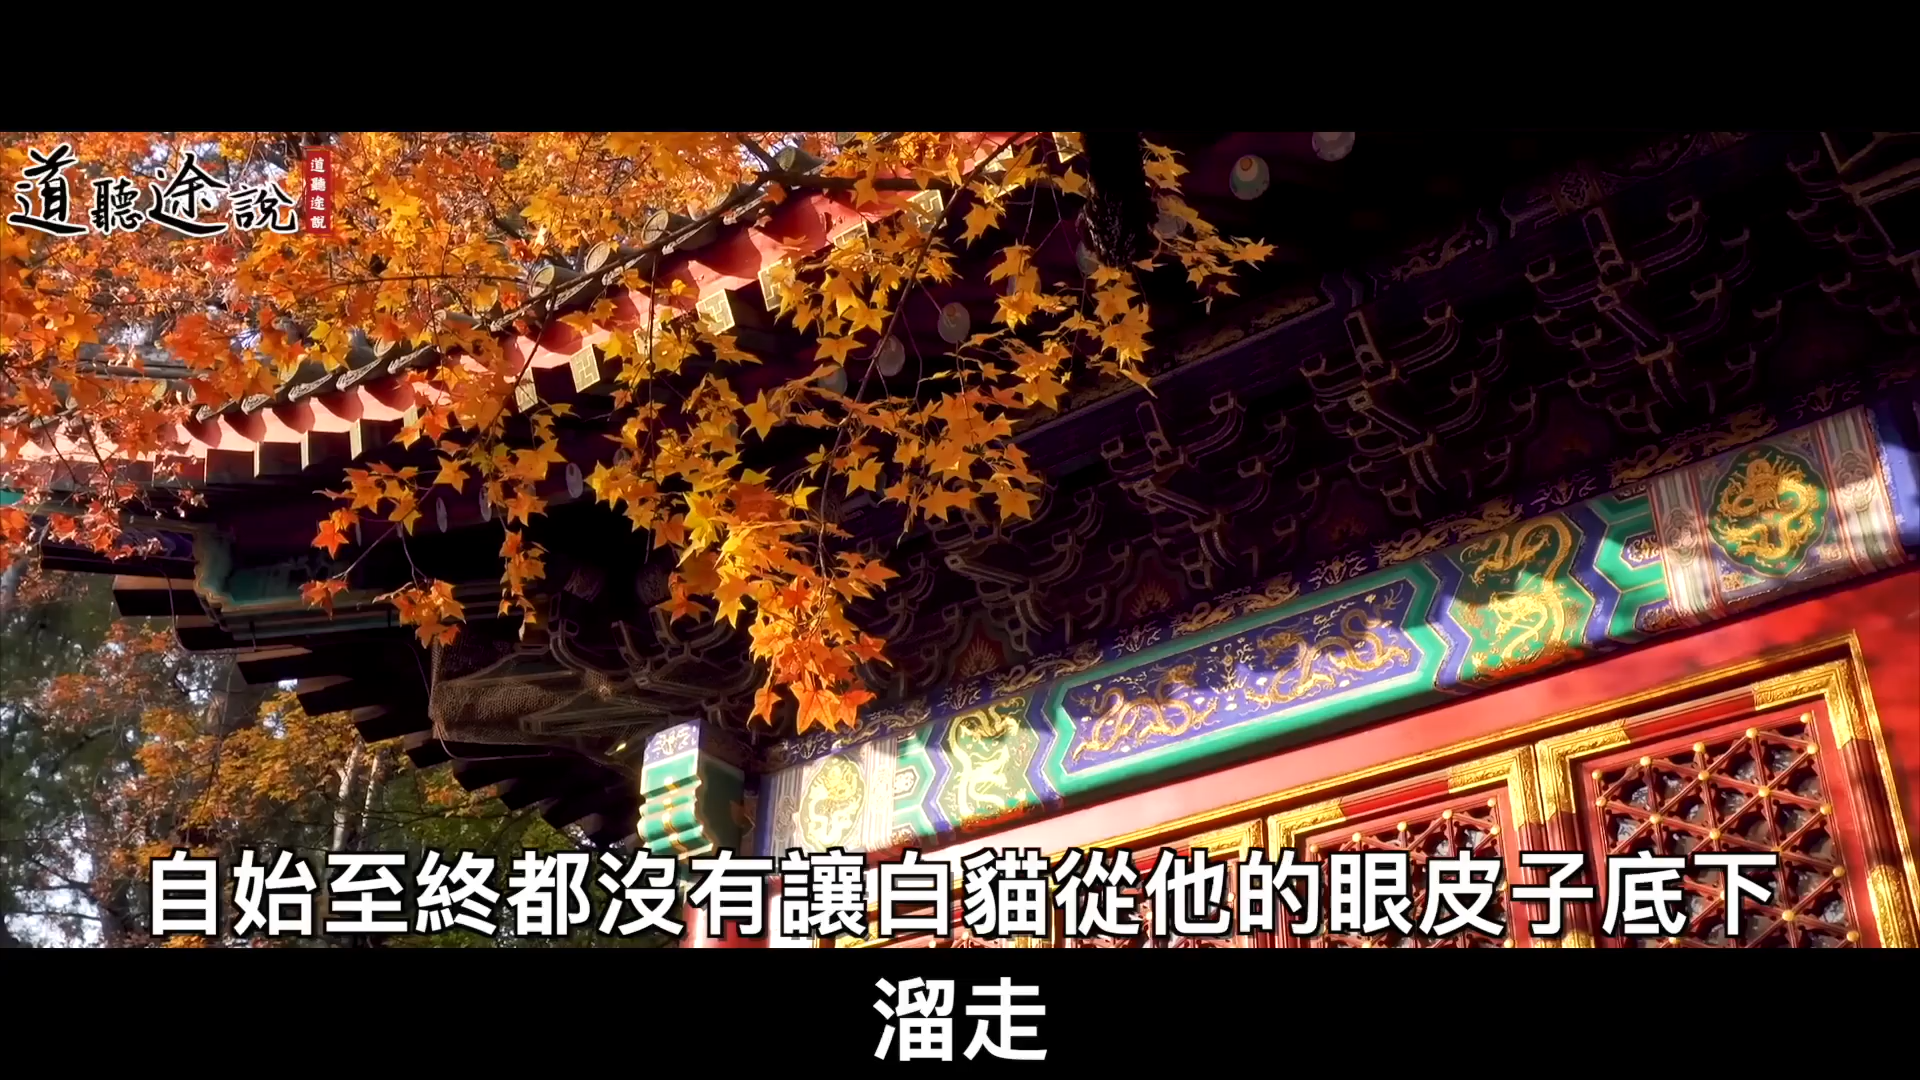 道聽途說
道聽途說
自始至終都沒有讓白貓從他的眼皮子底下
溜走